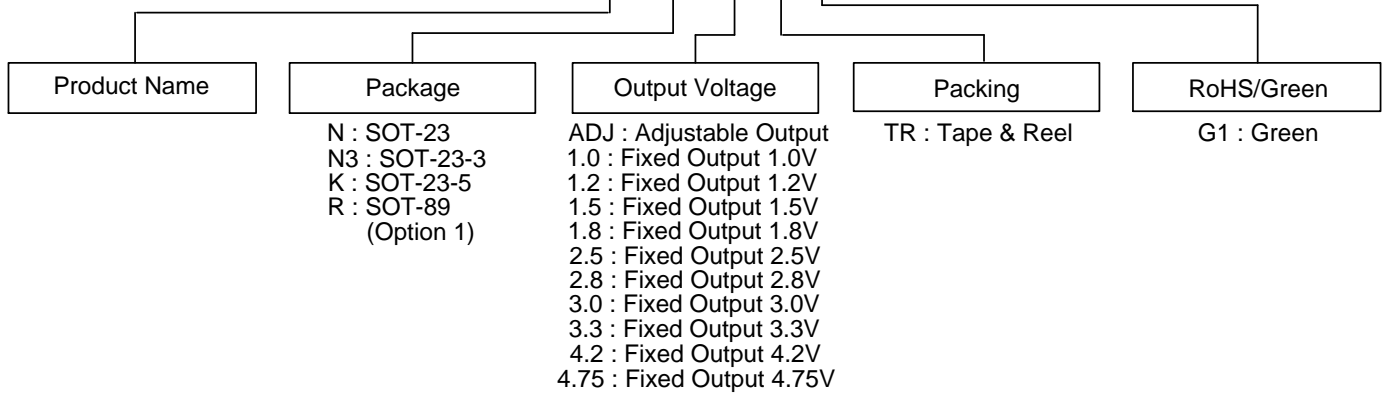 Product Name
Package
Output Voltage
Packing
RoHS/Green
N : SOT-23
N3 : SOT-23-3
K : SOT-23-5
R : SOT-89
(Option 1)
ADJ : Adjustable Output
1.0 : Fixed Output 1.0V
1.2 : Fixed Output 1.2V
1.5 : Fixed Output 1.5V
1.8 : Fixed Output 1.8V
2.5 : Fixed Output 2.5V
2.8 : Fixed Output 2.8V
3.0 : Fixed Output 3.0V
3.3 : Fixed Output 3.3V
4.2 : Fixed Output 4.2V
4.75 : Fixed Output 4.75V
TR : Tape & Reel
G1 : Green